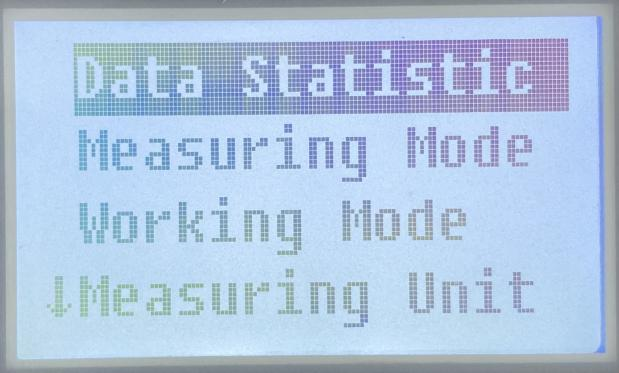 Data Statistic
Measuring Mode
Working Mode
↓Measuring Unit